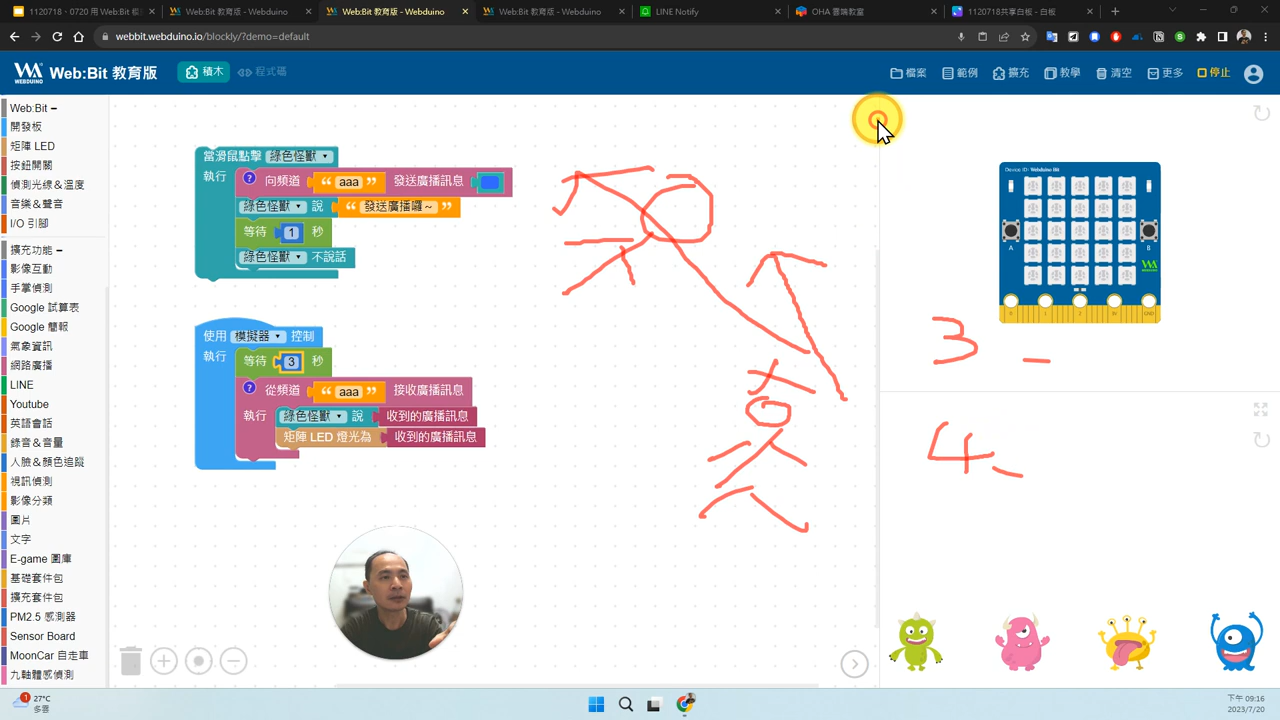 1120718 - 0720 用 Web:Bit 模
Web:Bit 教育版 - Webduino
Web:Bit 教育版 - Webduino
Web:Bit 教育版 - Webduino
LINE Notify
OHA 雲端教室
1120718共享白板 - 白板
webbit.webduino.io/blockly/?demo=default
WEBDUINO
Web:Bit 教育版
積木
程式碼
檔案
範例
擴充
教學
清空
更多
停止
Web:Bit
開發板
矩陣 LED
按鈕開關
偵測光線＆溫度
音樂＆聲音
I/O 引腳
擴充功能
影像互動
手掌偵測
Google 試算表
Google 簡報
氣象資訊
網路廣播
LINE
Youtube
英語會話
錄音＆音量
人臉＆顏色追蹤
視訊偵測
影像分類
圖片
文字
E-game 圖庫
基礎套件包
擴充套件包
PM2.5 感測器
Sensor Board
MoonCar 自走車
九軸體感偵測
當滑鼠點擊 綠色怪獸
執行 向頻道 “ aaa ” 發送廣播訊息
綠色怪獸 說 “ 發送廣播囉~ ”
等待 1 秒
綠色怪獸 不說話
使用 模擬器 控制
執行 等待 3 秒
從頻道 “ aaa ” 接收廣播訊息
執行 綠色怪獸 說 收到的廣播訊息
矩陣 LED 燈光為 收到的廣播訊息
Device ID: Webduino Bit
A
B
3
4
1
27°C
多雲
下午 09:16
2023/7/20